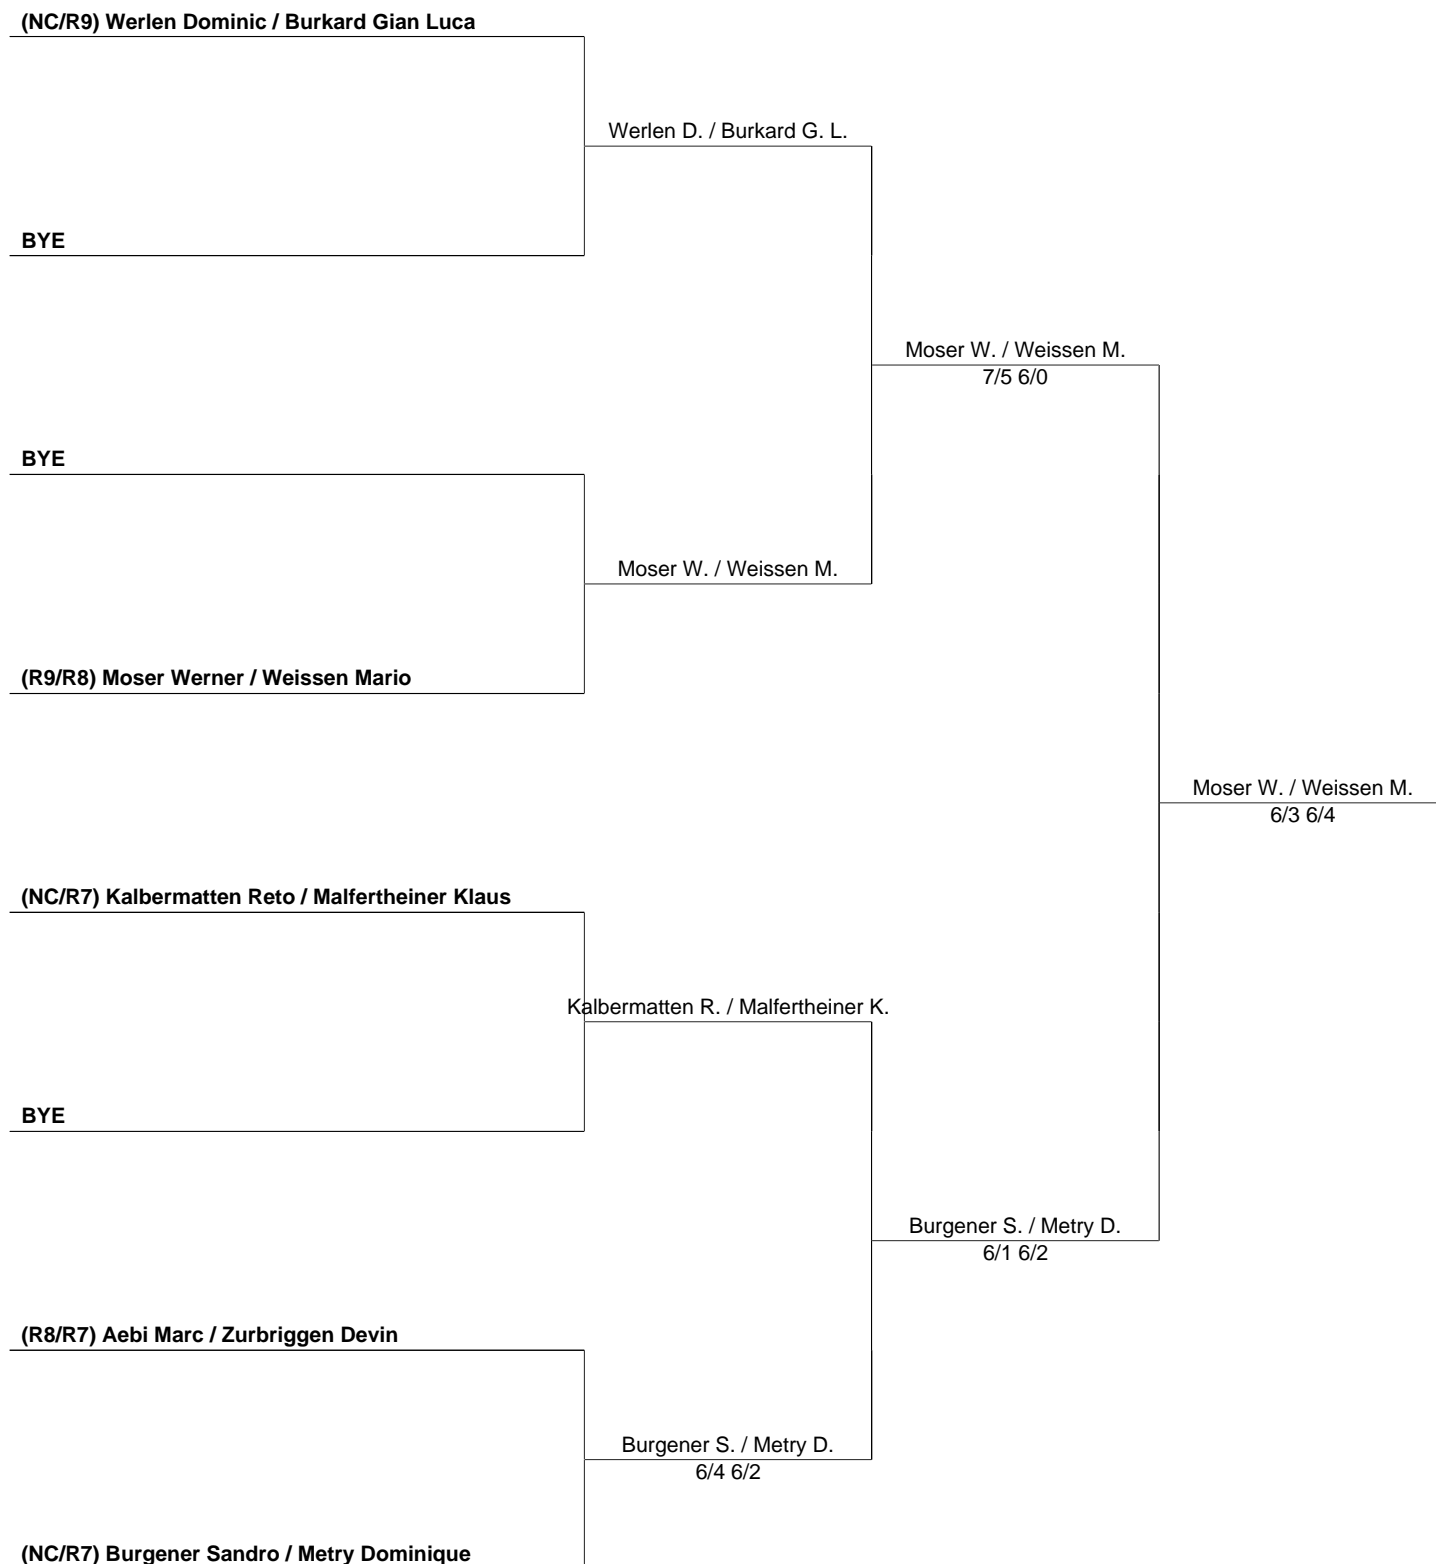 (NC/R9) Werlen Dominic / Burkard Gian Luca
Werlen D. / Burkard G. L.
BYE
Moser W. / Weissen M.
7/5 6/0
BYE
Moser W. / Weissen M.
(R9/R8) Moser Werner / Weissen Mario
Moser W. / Weissen M.
6/3 6/4
(NC/R7) Kalbermatten Reto / Malfertheiner Klaus
Kalbermatten R. / Malfertheiner K.
BYE
Burgener S. / Metry D.
6/1 6/2
(R8/R7) Aebi Marc / Zurbriggen Devin
Burgener S. / Metry D.
6/4 6/2
(NC/R7) Burgener Sandro / Metry Dominique